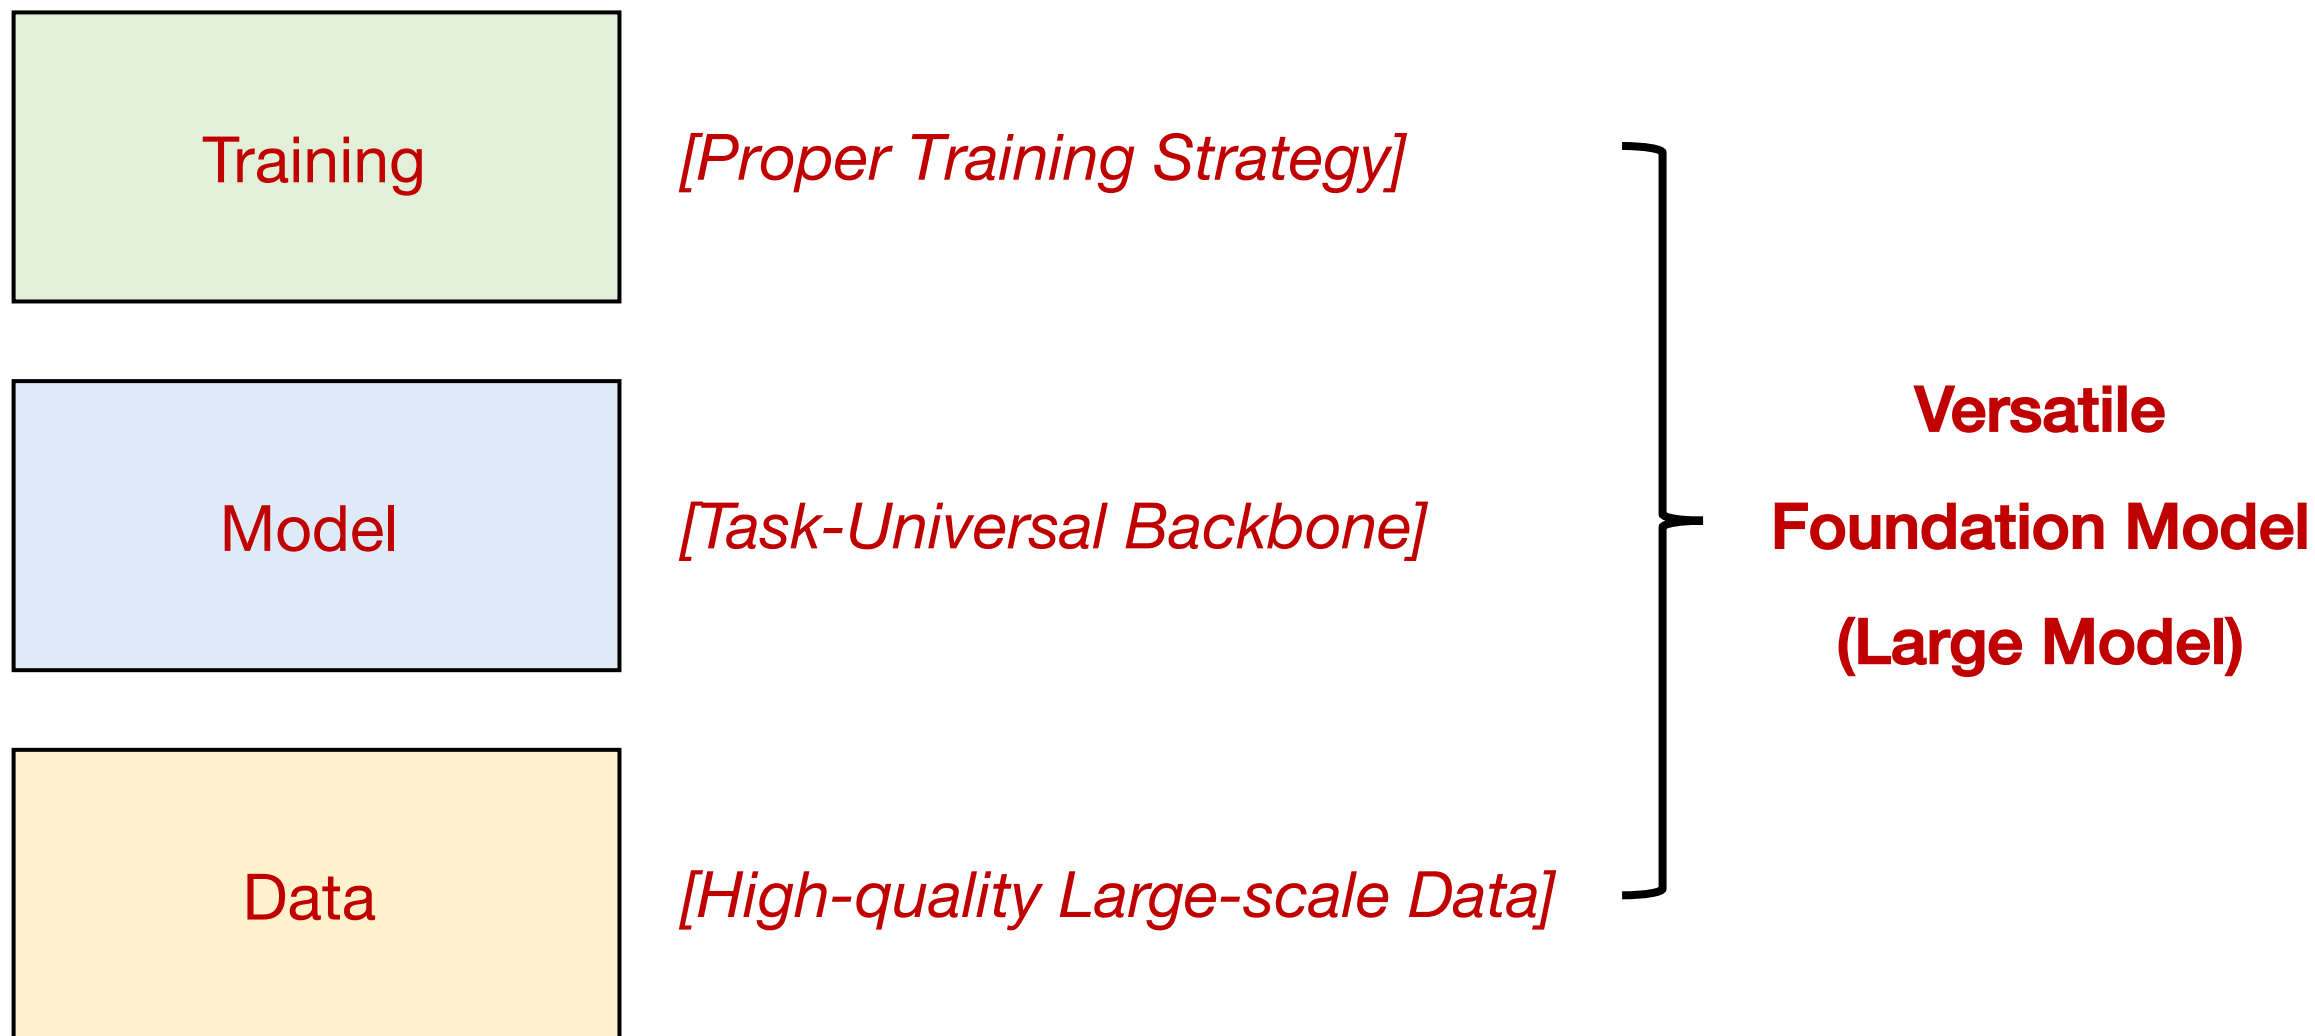 Training
[Proper Training Strategy]
Model
[Task-Universal Backbone]
Data
[High-quality Large-scale Data]
Versatile
Foundation Model
(Large Model)